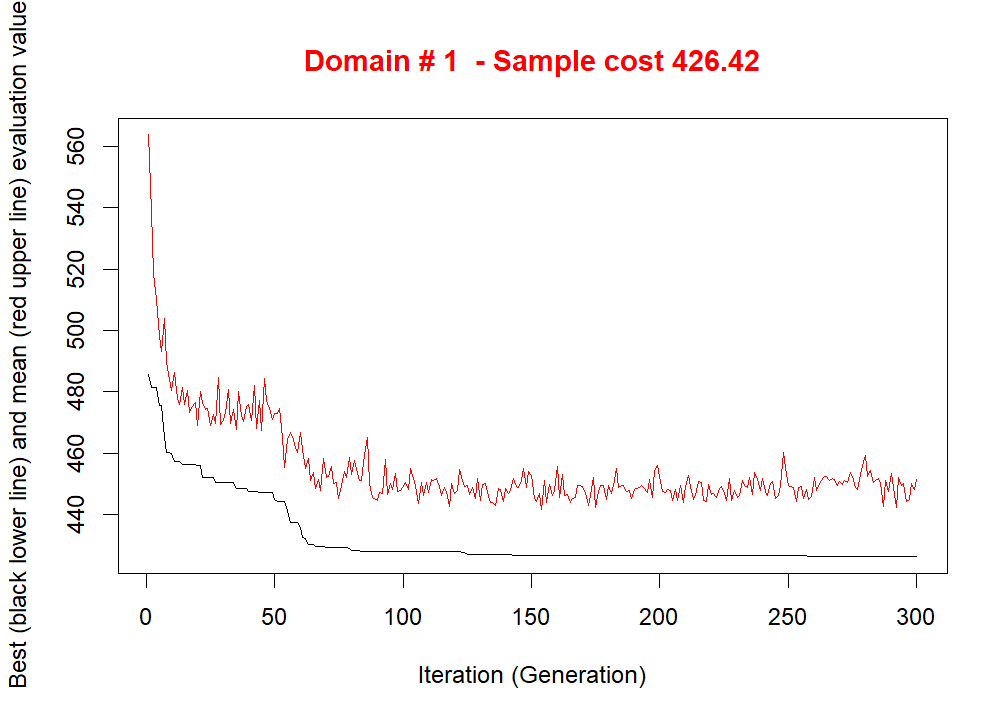 Domain # 1  - Sample cost 426.42
Best (black lower line) and mean (red upper line) evaluation value
560
540
520
500
480
460
440
0 50 100 150 200 250 300
Iteration (Generation)